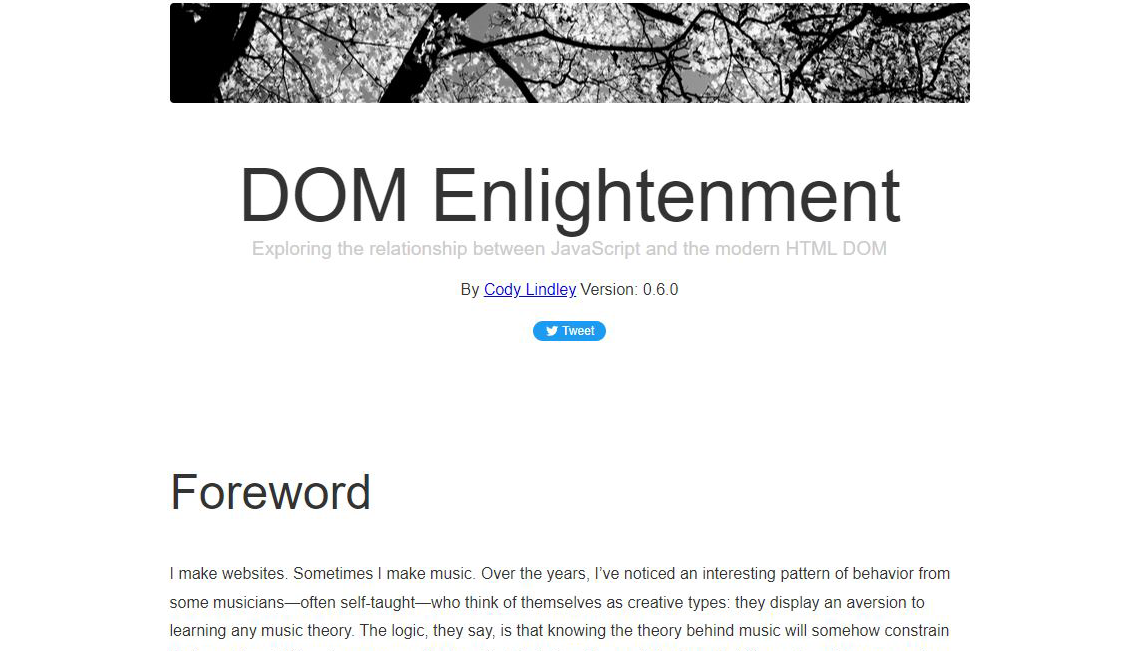 DOM Enlightenment
Exploring the relationship between JavaScript and the modern HTML DOM
By Cody Lindley Version: 0.6.0
Tweet
Foreword
I make websites. Sometimes I make music. Over the years, I’ve noticed an interesting pattern of behavior from
some musicians—often self-taught—who think of themselves as creative types: they display an aversion to
learning any music theory. The logic, they say, is that knowing the theory behind music will somehow constrain